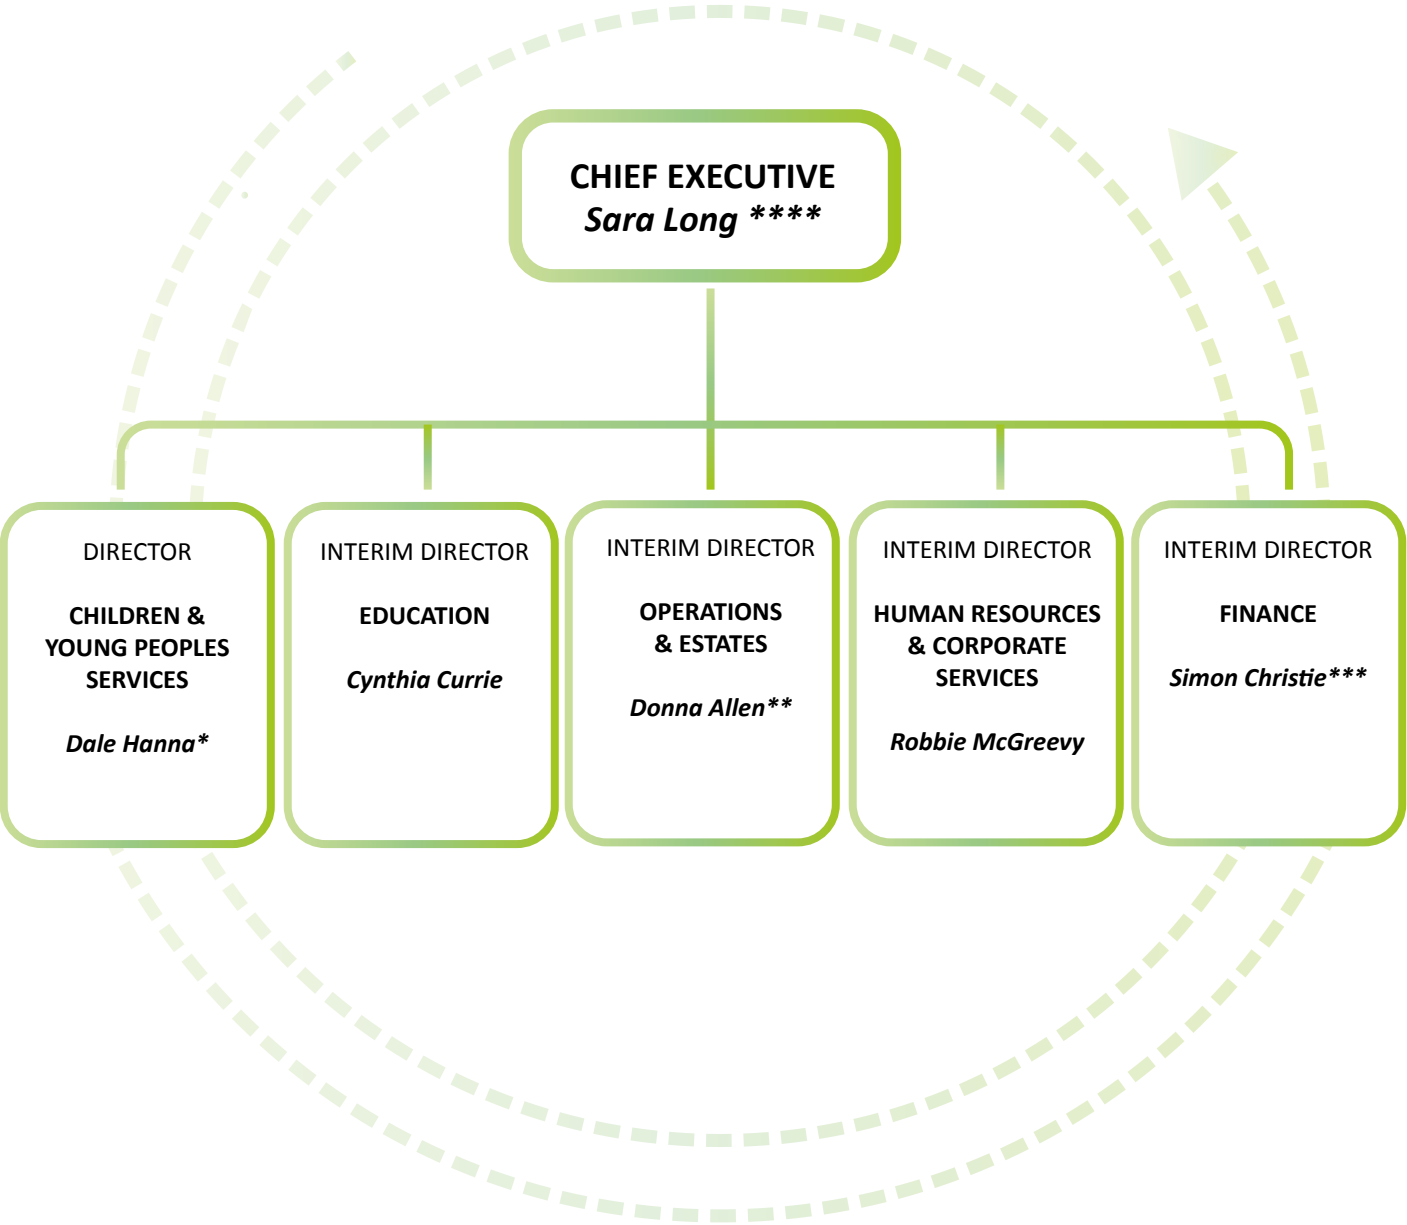 CHIEF EXECUTIVE
Sara Long ****
DIRECTOR
CHILDREN &
YOUNG PEOPLES
SERVICES
Dale Hanna*
INTERIM DIRECTOR
EDUCATION
Cynthia Currie
INTERIM DIRECTOR
OPERATIONS
& ESTATES
Donna Allen**
INTERIM DIRECTOR
HUMAN RESOURCES
& CORPORATE
SERVICES
Robbie McGreevy
INTERIM DIRECTOR
FINANCE
Simon Christie***